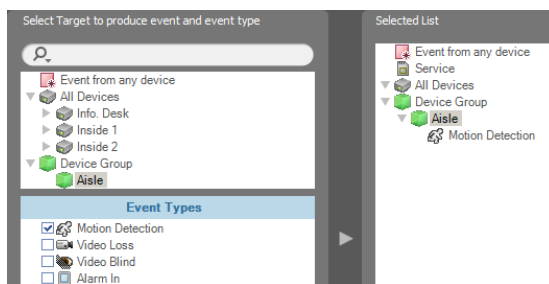 Select Target to produce event and event type
Event from any device
All Devices
Info. Desk
Inside 1
Inside 2
Device Group
Aisle
Event Types
Motion Detection
Video Loss
Video Blind
Alarm In
Selected List
Event from any device
Service
All Devices
Device Group
Aisle
Motion Detection